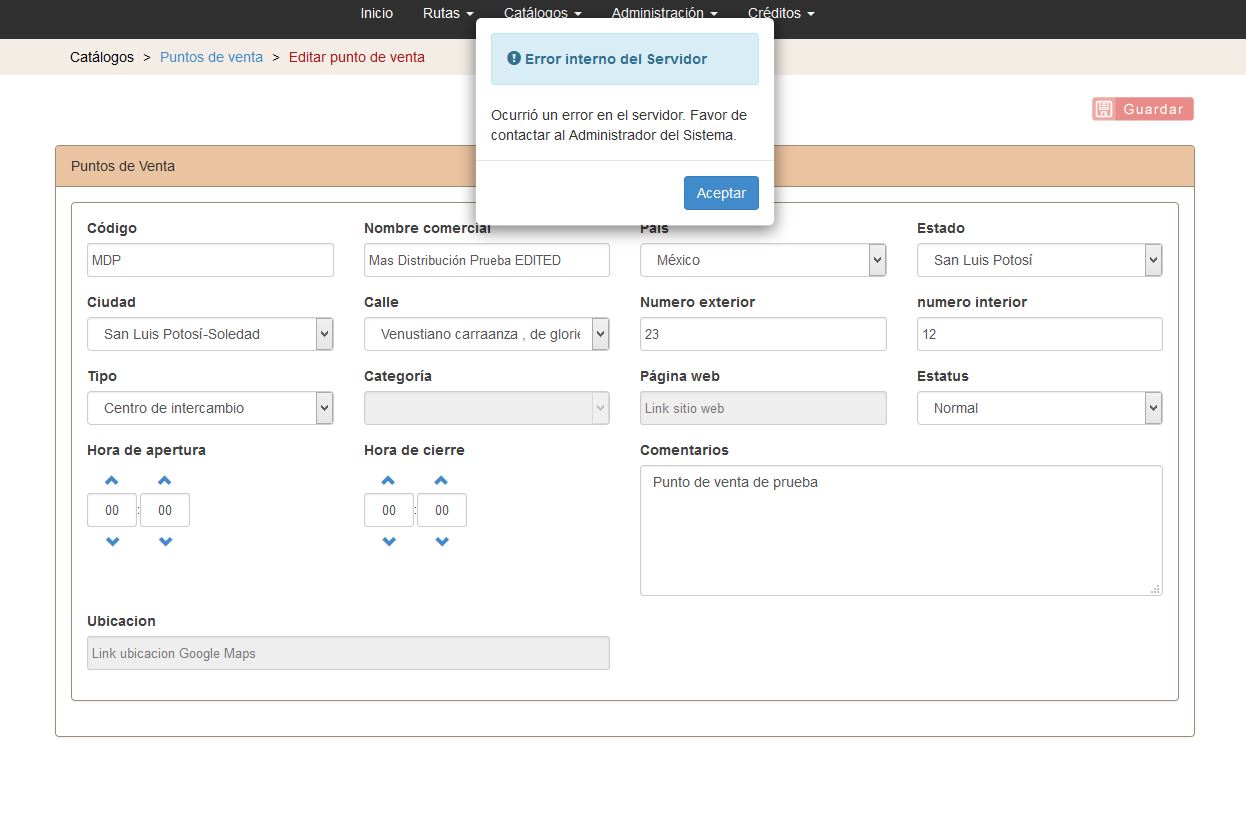 Inicio Rutas Catálogos Administración Créditos
Catálogos > Puntos de venta > Editar punto de venta
Error interno del Servidor
Ocurrió un error en el servidor. Favor de
contactar al Administrador del Sistema.
Aceptar
Guardar
Puntos de Venta
Código Nombre comercial País Estado
MDP Mas Distribución Prueba EDITED México San Luis Potosí
Ciudad Calle Numero exterior numero interior
San Luis Potosí-Soledad Venustiano carraanza , de glorie 23 12
Tipo Categoría Página web Estatus
Centro de intercambio Link sitio web Normal
Hora de apertura Hora de cierre Comentarios
Punto de venta de prueba
00 : 00 00 : 00
Ubicacion
Link ubicacion Google Maps